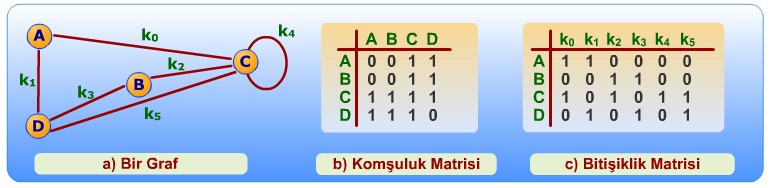 A
B
C
D
k0
k1
k2
k3
k4
k5
a) Bir Graf
A B C D
A 0 0 1 1
B 0 0 1 1
C 1 1 1 1
D 1 1 1 0
b) Komşuluk Matrisi
k0 k1 k2 k3 k4 k5
A 1 1 0 0 0 0
B 0 0 1 1 0 0
C 1 0 1 0 1 1
D 0 1 0 1 0 1
c) Bitişiklik Matrisi